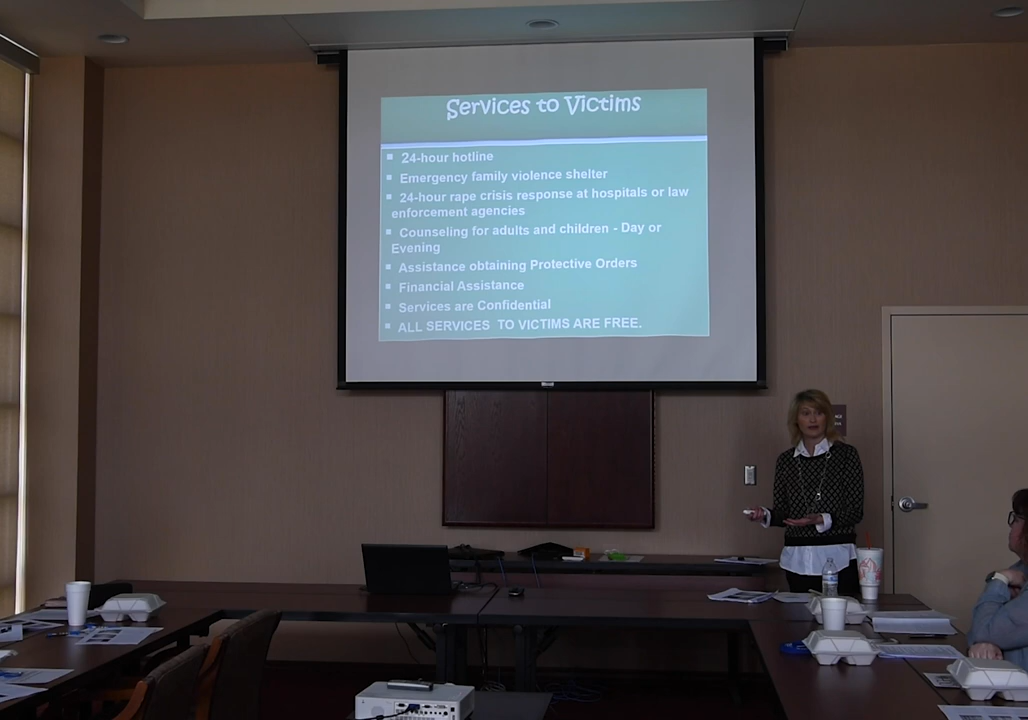 Services to Victims
24-hour hotline
Emergency family violence shelter
24-hour rape crisis response at hospitals or law
enforcement agencies
Counseling for adults and children - Day or
Evening
Assistance obtaining Protective Orders
Financial Assistance
Services are Confidential
ALL SERVICES TO VICTIMS ARE FREE.